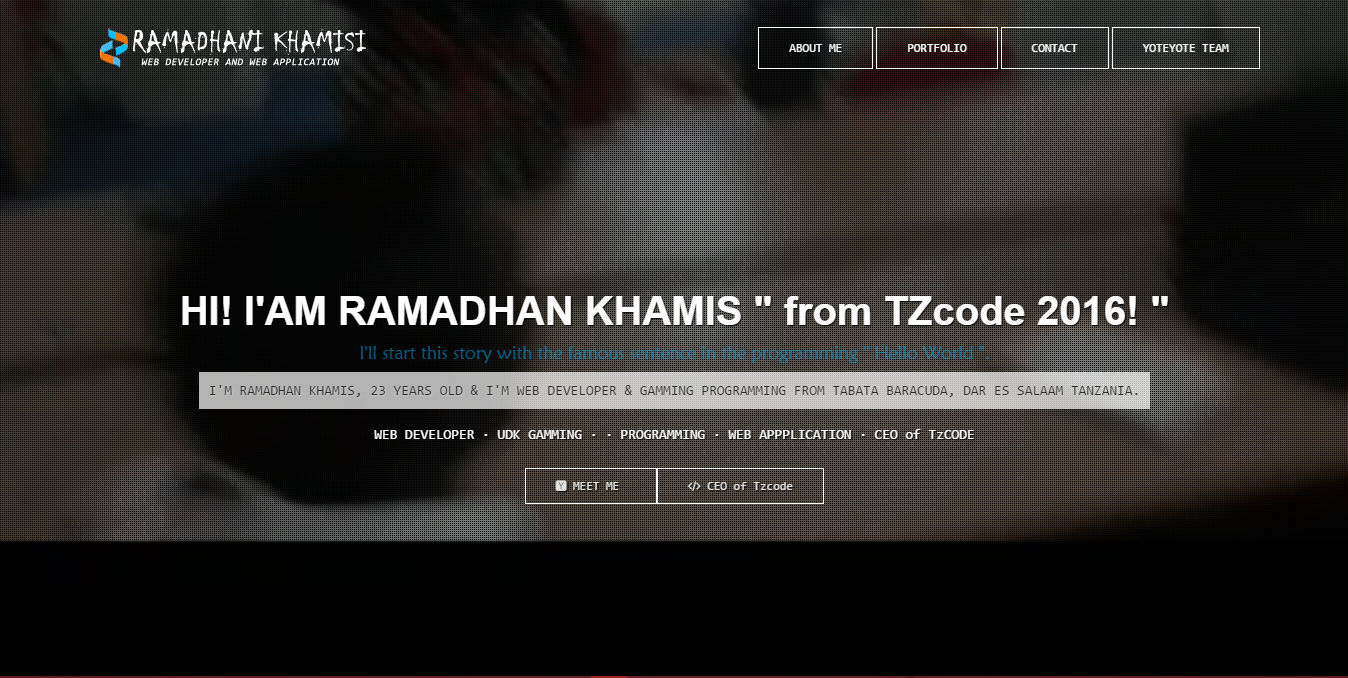 RAMADHANI KHAMISI
WEB DEVELOPER AND WEB APPLICATION
ABOUT ME
PORTFOLIO
CONTACT
YOTEYOTE TEAM
HI! I'AM RAMADHAN KHAMIS " from TZcode 2016! "
I'll start this story with the famous sentence in the programming " Hello World ".
I'M RAMADHAN KHAMIS, 23 YEARS OLD & I'M WEB DEVELOPER & GAMMING PROGRAMMING FROM TABATA BARACUDA, DAR ES SALAAM TANZANIA.
WEB DEVELOPER · UDK GAMMING · · PROGRAMMING · WEB APPPLICATION · CEO of TzCODE
MEET ME
CEO of Tzcode